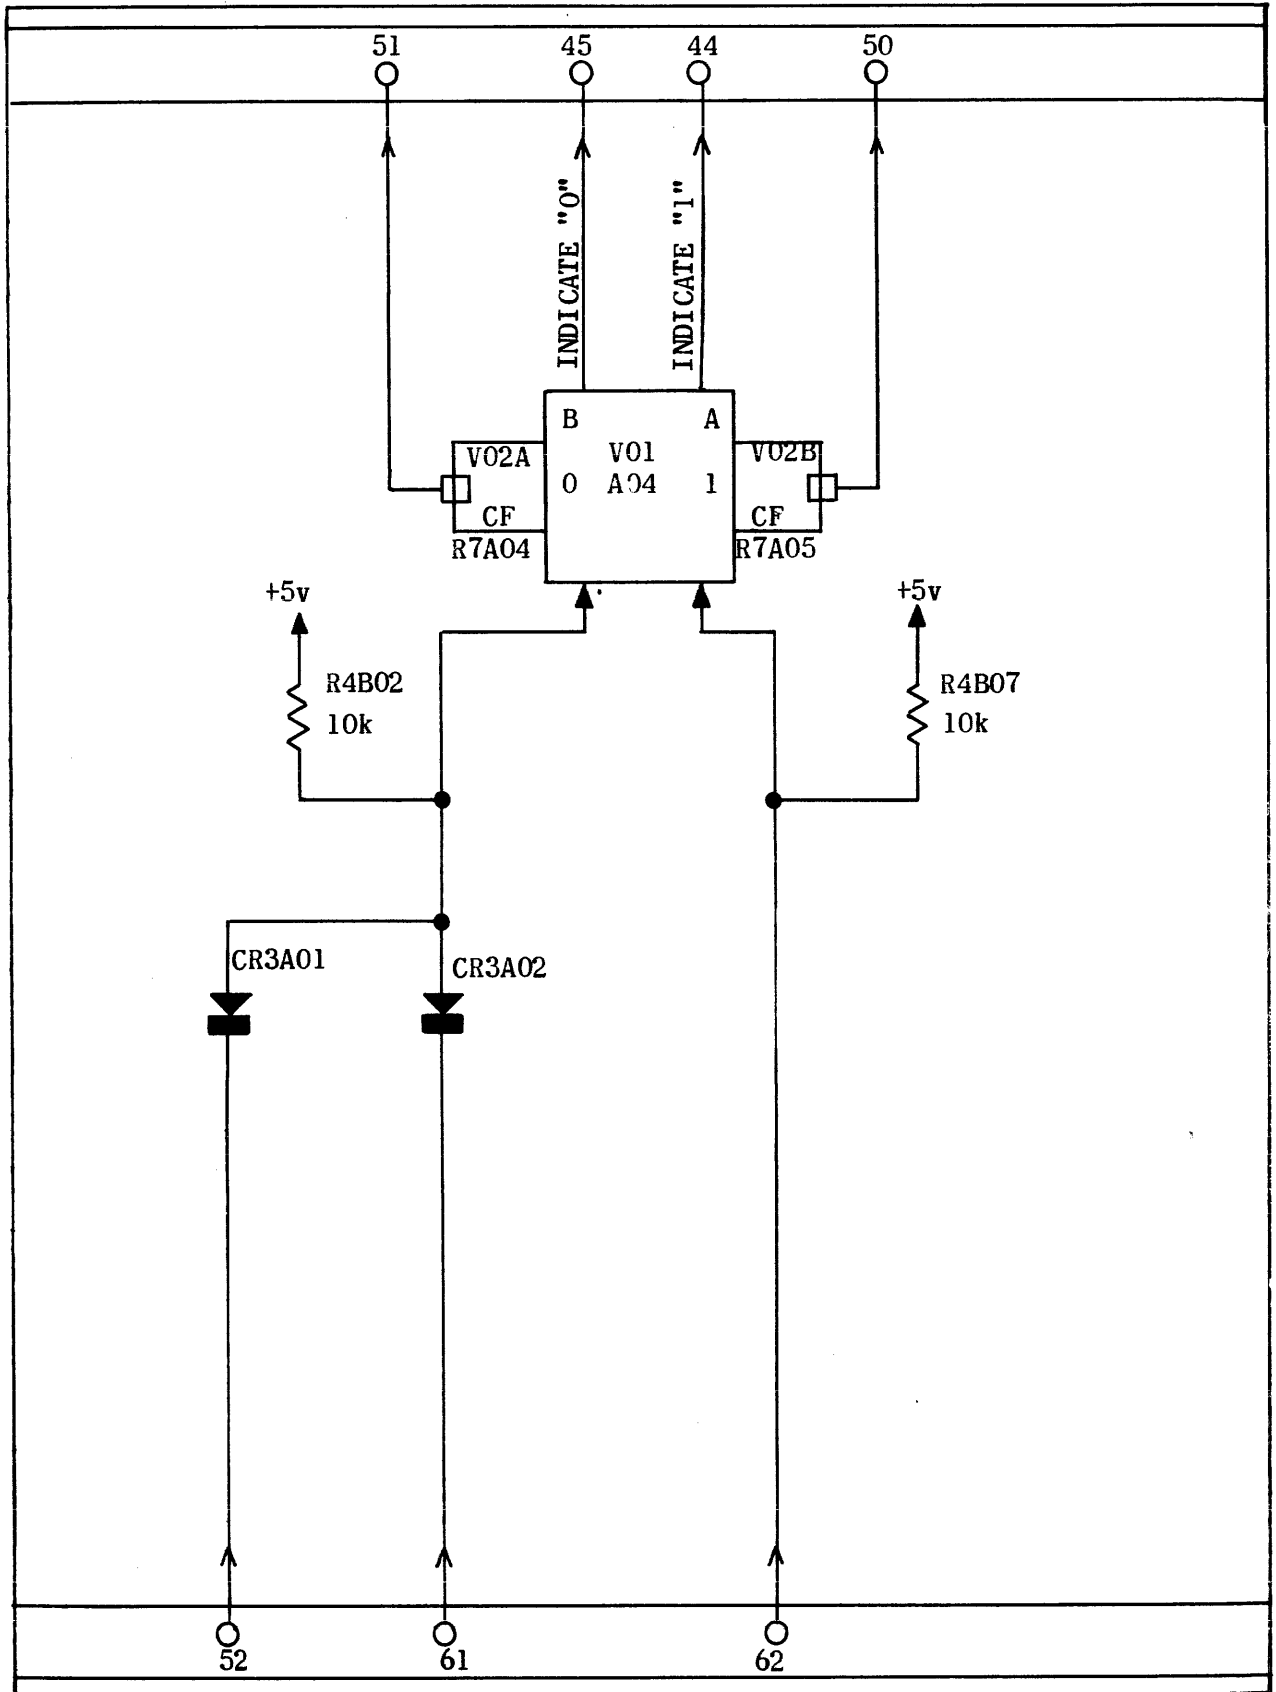 51 45 44 50
INDICATE "0"
INDICATE "1"
B A
V02A V01 V02B
0 A04 1
CF CF
R7A04 R7A05
+5v +5v
R4B02 R4B07
10k 10k
CR3A01 CR3A02
52 61 62